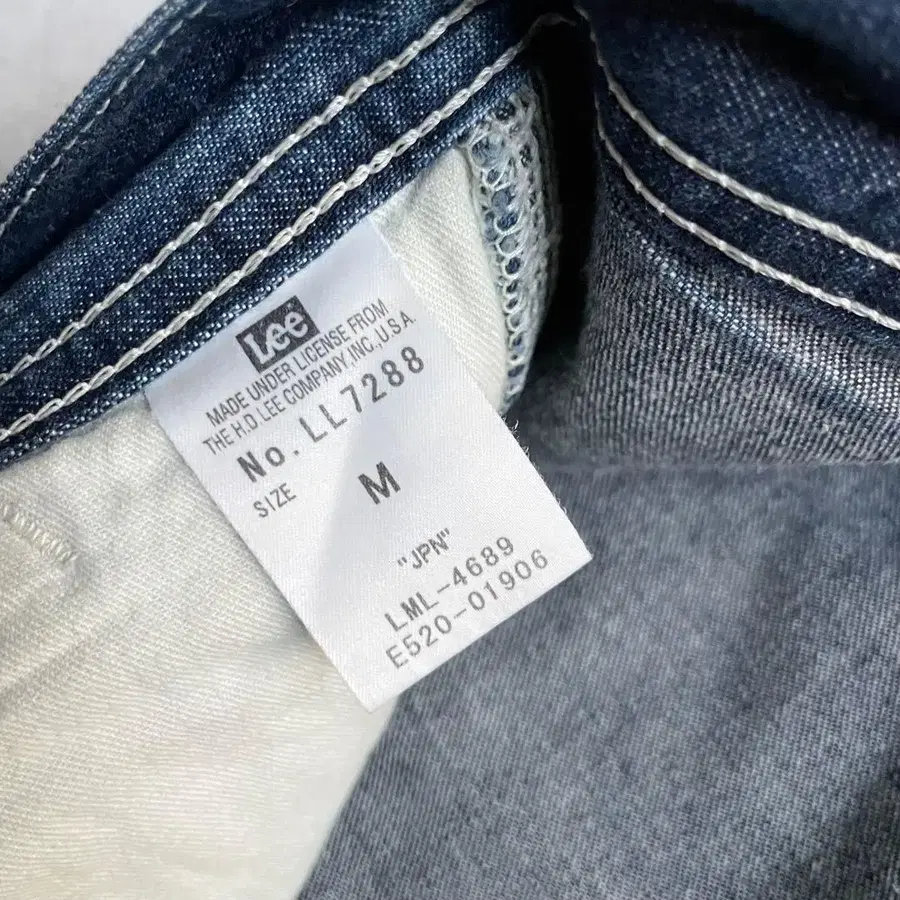 Lee
MADE UNDER LICENSE FROM
THE H.D.LEE COMPANY,INC.,U.S.A.
No. LL7288
SIZE M
"JPN"
LML-4689
E520-01906